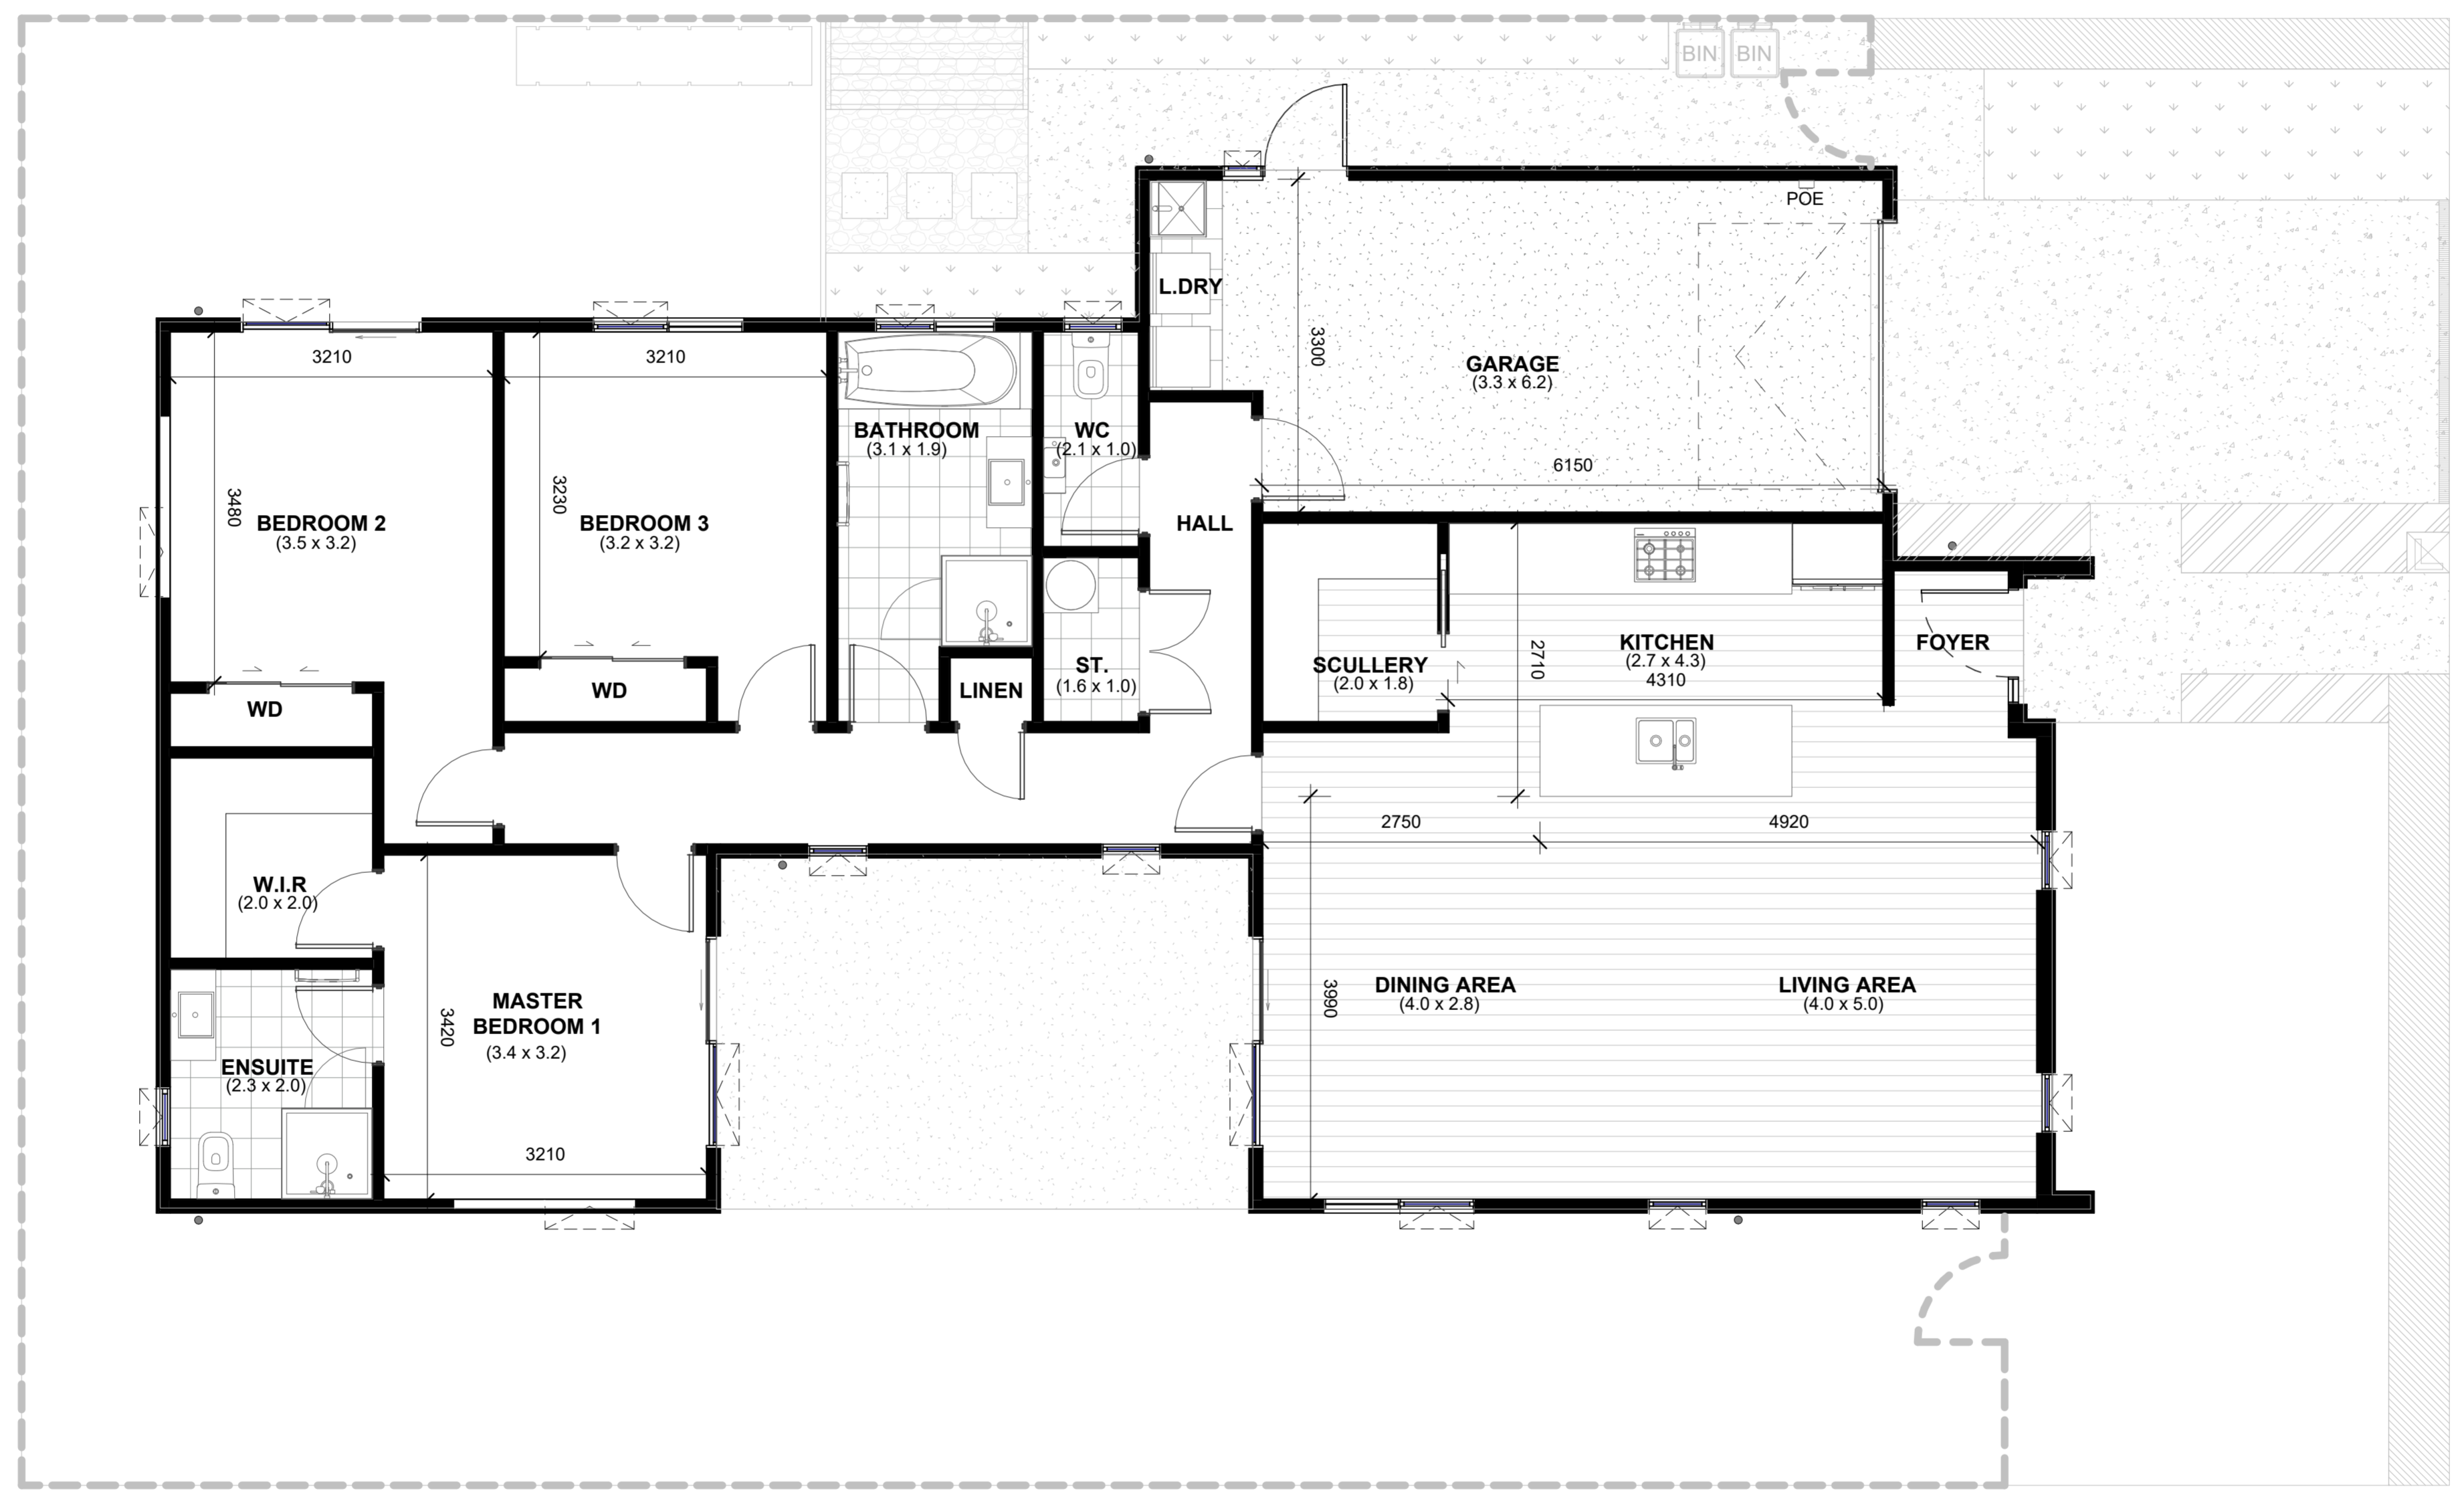 BIN
BIN
POE
L.DRY
3300
GARAGE
(3.3 x 6.2)
6150
3210
3210
BATHROOM
(3.1 x 1.9)
WC
(2.1 x 1.0)
3480
BEDROOM 2
(3.5 x 3.2)
3230
BEDROOM 3
(3.2 x 3.2)
HALL
SCULLERY
(2.0 x 1.8)
2710
KITCHEN
(2.7 x 4.3)
4310
FOYER
WD
WD
LINEN
ST.
(1.6 x 1.0)
2750
4920
W.I.R
(2.0 x 2.0)
MASTER
BEDROOM 1
(3.4 x 3.2)
3420
3210
ENSUITE
(2.3 x 2.0)
3990
DINING AREA
(4.0 x 2.8)
LIVING AREA
(4.0 x 5.0)